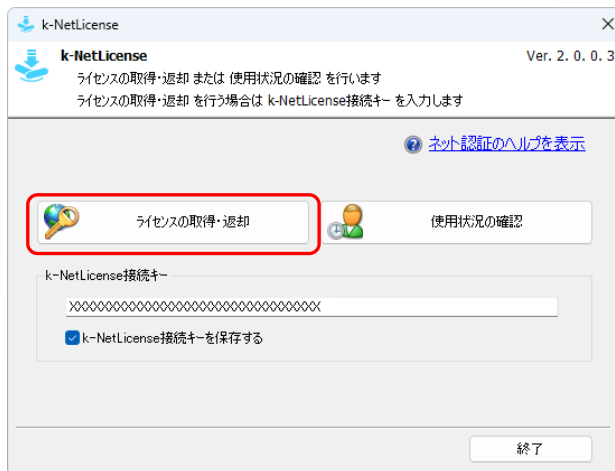 k-NetLicense
k-NetLicense
Ver. 2. 0. 0. 3
ライセンスの取得・返却 または 使用状況の確認 を行います
ライセンスの取得・返却 を行う場合は k-NetLicense接続キー を入力します
ネット認証のヘルプを表示
ライセンスの取得・返却
使用状況の確認
k-NetLicense接続キー
XXXXXXXXXXXXXXXXXXXXXXXXXXXXXXXX
k-NetLicense接続キーを保存する
終了